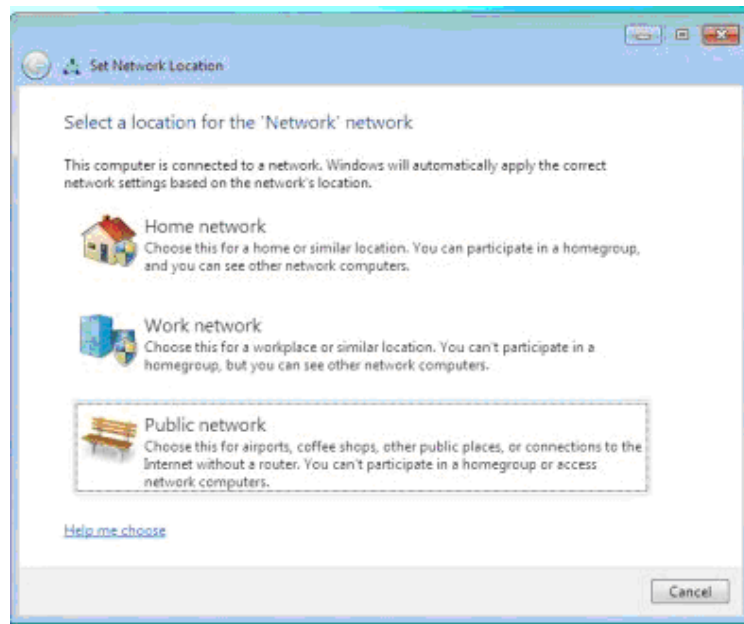 Set Network Location
Select a location for the 'Network' network
This computer is connected to a network. Windows will automatically apply the correct
network settings based on the network's location.
Home network
Choose this for a home or similar location. You can participate in a homegroup,
and you can see other network computers.
Work network
Choose this for a workplace or similar location. You can't participate in a
homegroup, but you can see other network computers.
Public network
Choose this for airports, coffee shops, other public places, or connections to the
Internet without a router. You can't participate in a homegroup or access
network computers.
Help me choose
Cancel